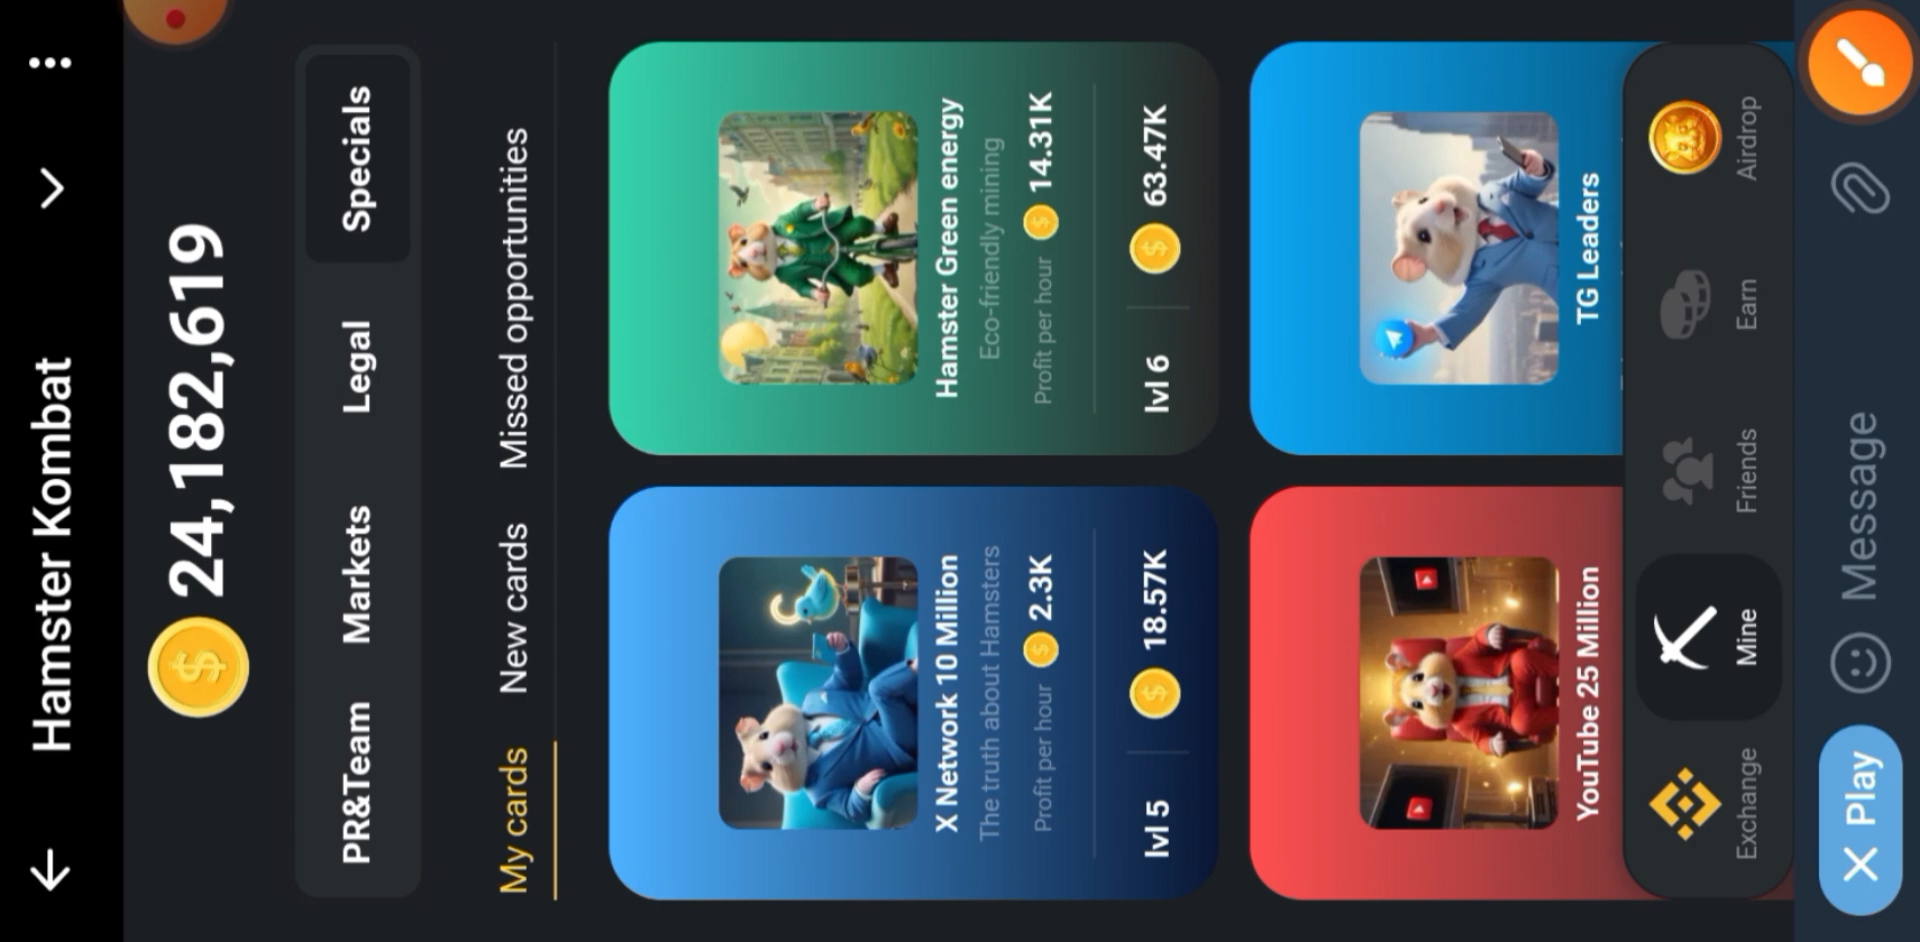 Hamster Kombat
24,182,619
PR&Team Markets Legal Specials
My cards New cards Missed opportunities
X Network 10 Million
The truth about Hamsters
Profit per hour 2.3K
lvl 5 18.57K
Hamster Green energy
Eco-friendly mining
Profit per hour 14.31K
lvl 6 63.47K
YouTube 25 Million
TG Leaders
Exchange Mine Friends Earn Airdrop
Play Message